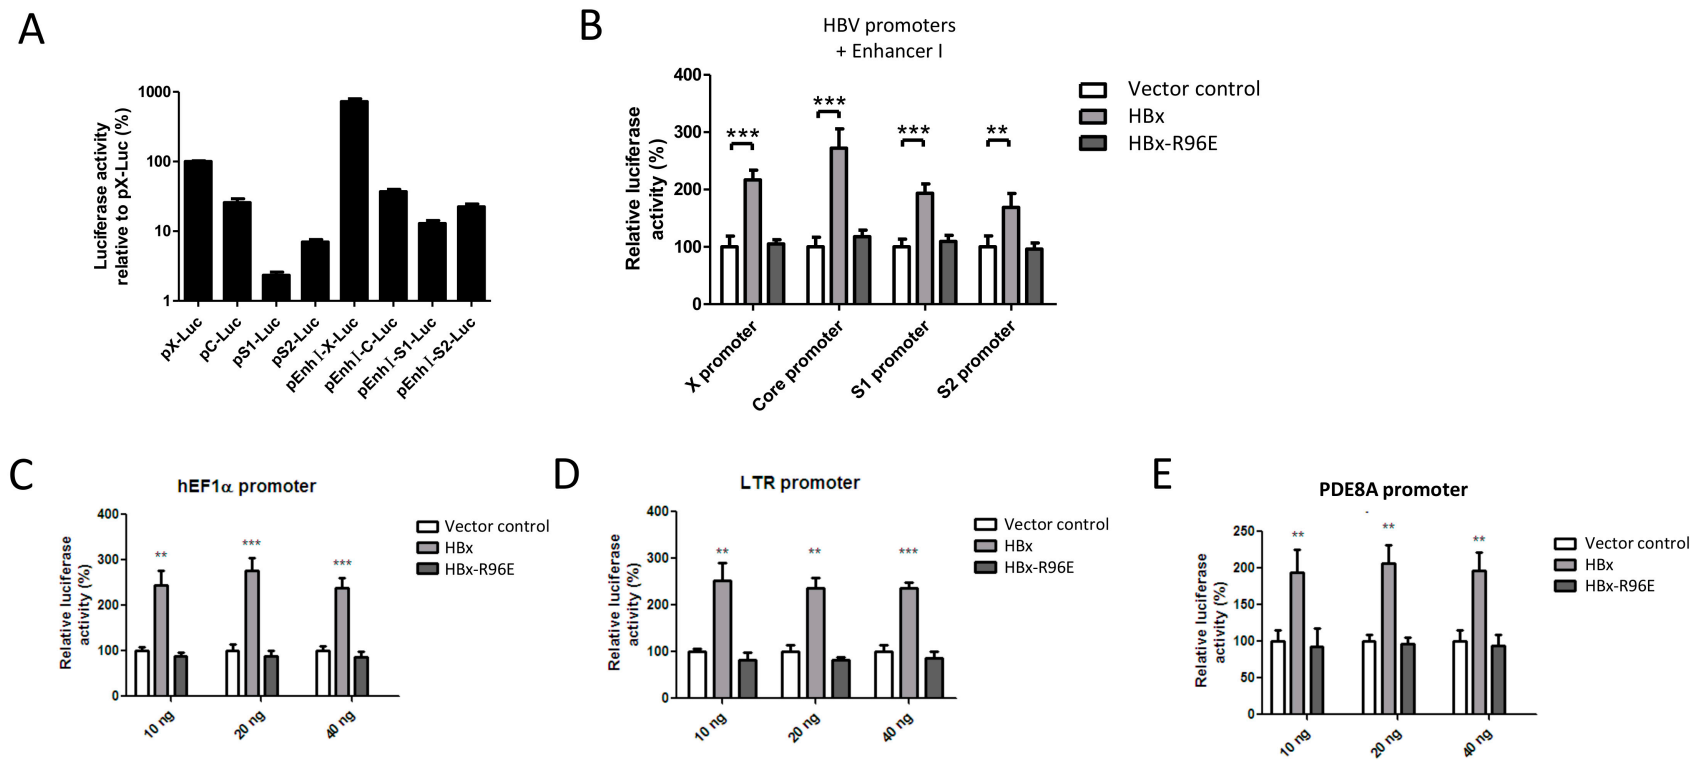 A
Luciferase activity
relative to pX-Luc (%)
1000
100
10
1
pX-Luc
pC-Luc
pS1-Luc
pS2-Luc
pEnhⅠ-X-Luc
pEnhⅠ-C-Luc
pEnhⅠ-S1-Luc
pEnhⅠ-S2-Luc
B
HBV promoters
+ Enhancer I
Relative luciferase
activity (%)
400
300
200
100
0
***
***
***
**
X promoter
Core promoter
S1 promoter
S2 promoter
Vector control
HBx
HBx-R96E
C
hEF1α promoter
Relative luciferase
activity (%)
400
300
200
100
0
**
***
***
10 ng
20 ng
40 ng
Vector control
HBx
HBx-R96E
D
LTR promoter
Relative luciferase
activity (%)
400
300
200
100
0
**
**
***
10 ng
20 ng
40 ng
Vector control
HBx
HBx-R96E
E
PDE8A promoter
Relative luciferase
activity (%)
250
200
150
100
50
0
**
**
**
10 ng
20 ng
40 ng
Vector control
HBx
HBx-R96E